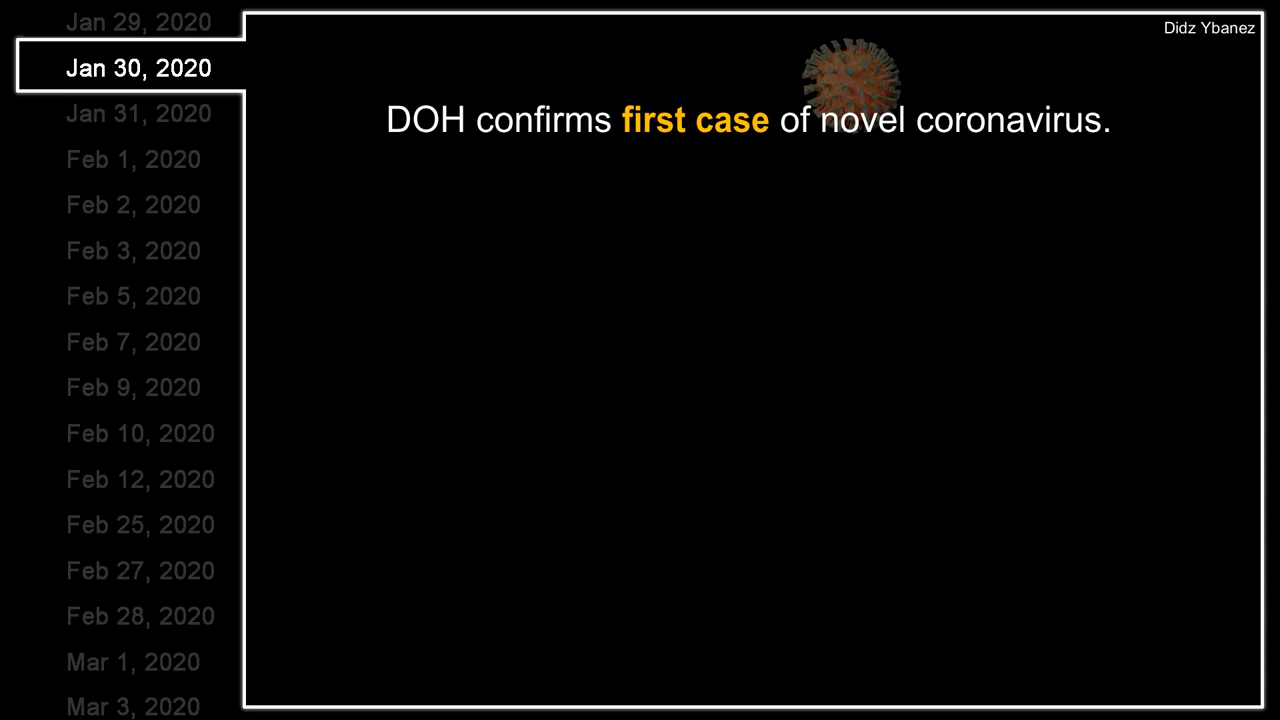 Jan 29, 2020
Jan 30, 2020
Jan 31, 2020
Feb 1, 2020
Feb 2, 2020
Feb 3, 2020
Feb 5, 2020
Feb 7, 2020
Feb 9, 2020
Feb 10, 2020
Feb 12, 2020
Feb 25, 2020
Feb 27, 2020
Feb 28, 2020
Mar 1, 2020
Mar 3, 2020
Didz Ybanez
DOH confirms first case of novel coronavirus.